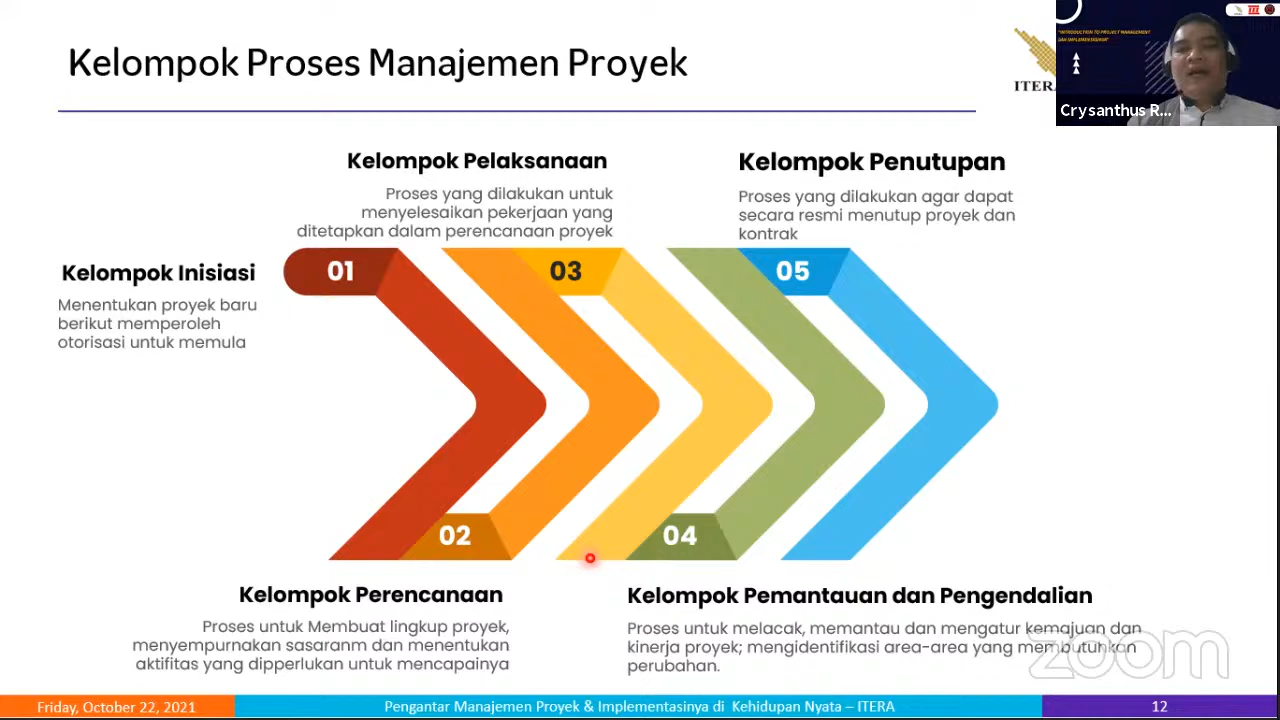 Kelompok Proses Manajemen Proyek
ITERA
"INTRODUCTION TO PROJECT MANAGEMENT
Crysanthus R...
Kelompok Inisiasi
Menentukan proyek baru
berikut memperoleh
otorisasi untuk memula
01
Kelompok Perencanaan
Proses untuk Membuat lingkup proyek,
menyempurnakan sasaranm dan menentukan
aktifitas yang dipperlukan untuk mencapainya
02
Kelompok Pelaksanaan
Proses yang dilakukan untuk
menyelesaikan pekerjaan yang
ditetapkan dalam perencanaan proyek
03
Kelompok Pemantauan dan Pengendalian
Proses untuk melacak, memantau dan mengatur kemajuan dan
kinerja proyek; mengidentifikasi area-area yang membutuhkan
perubahan.
04
Kelompok Penutupan
Proses yang dilakukan agar dapat
secara resmi menutup proyek dan
kontrak
05
zoom
Friday, October 22, 2021
Pengantar Manajemen Proyek & Implementasinya di Kehidupan Nyata – ITERA
12